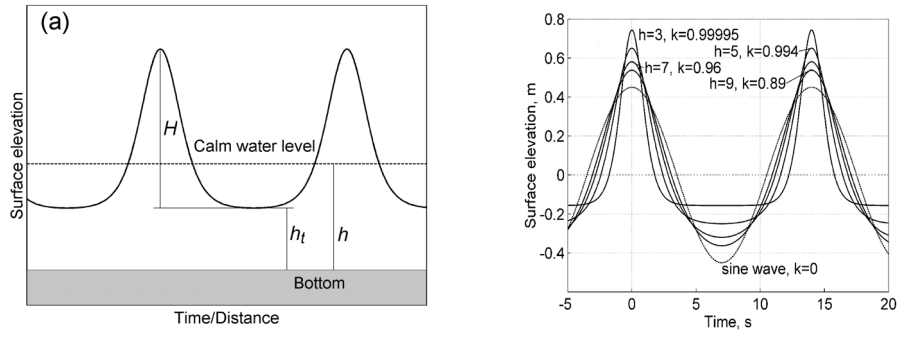 (a)
H
Calm water level
h_t
h
Bottom
Surface elevation
Time/Distance
0.8
0.6
0.4
0.2
0
-0.2
-0.4
h=3, k=0.99995
h=5, k=0.994
h=7, k=0.96
h=9, k=0.89
sine wave, k=0
Surface elevation, m
-5 0 5 10 15 20
Time, s